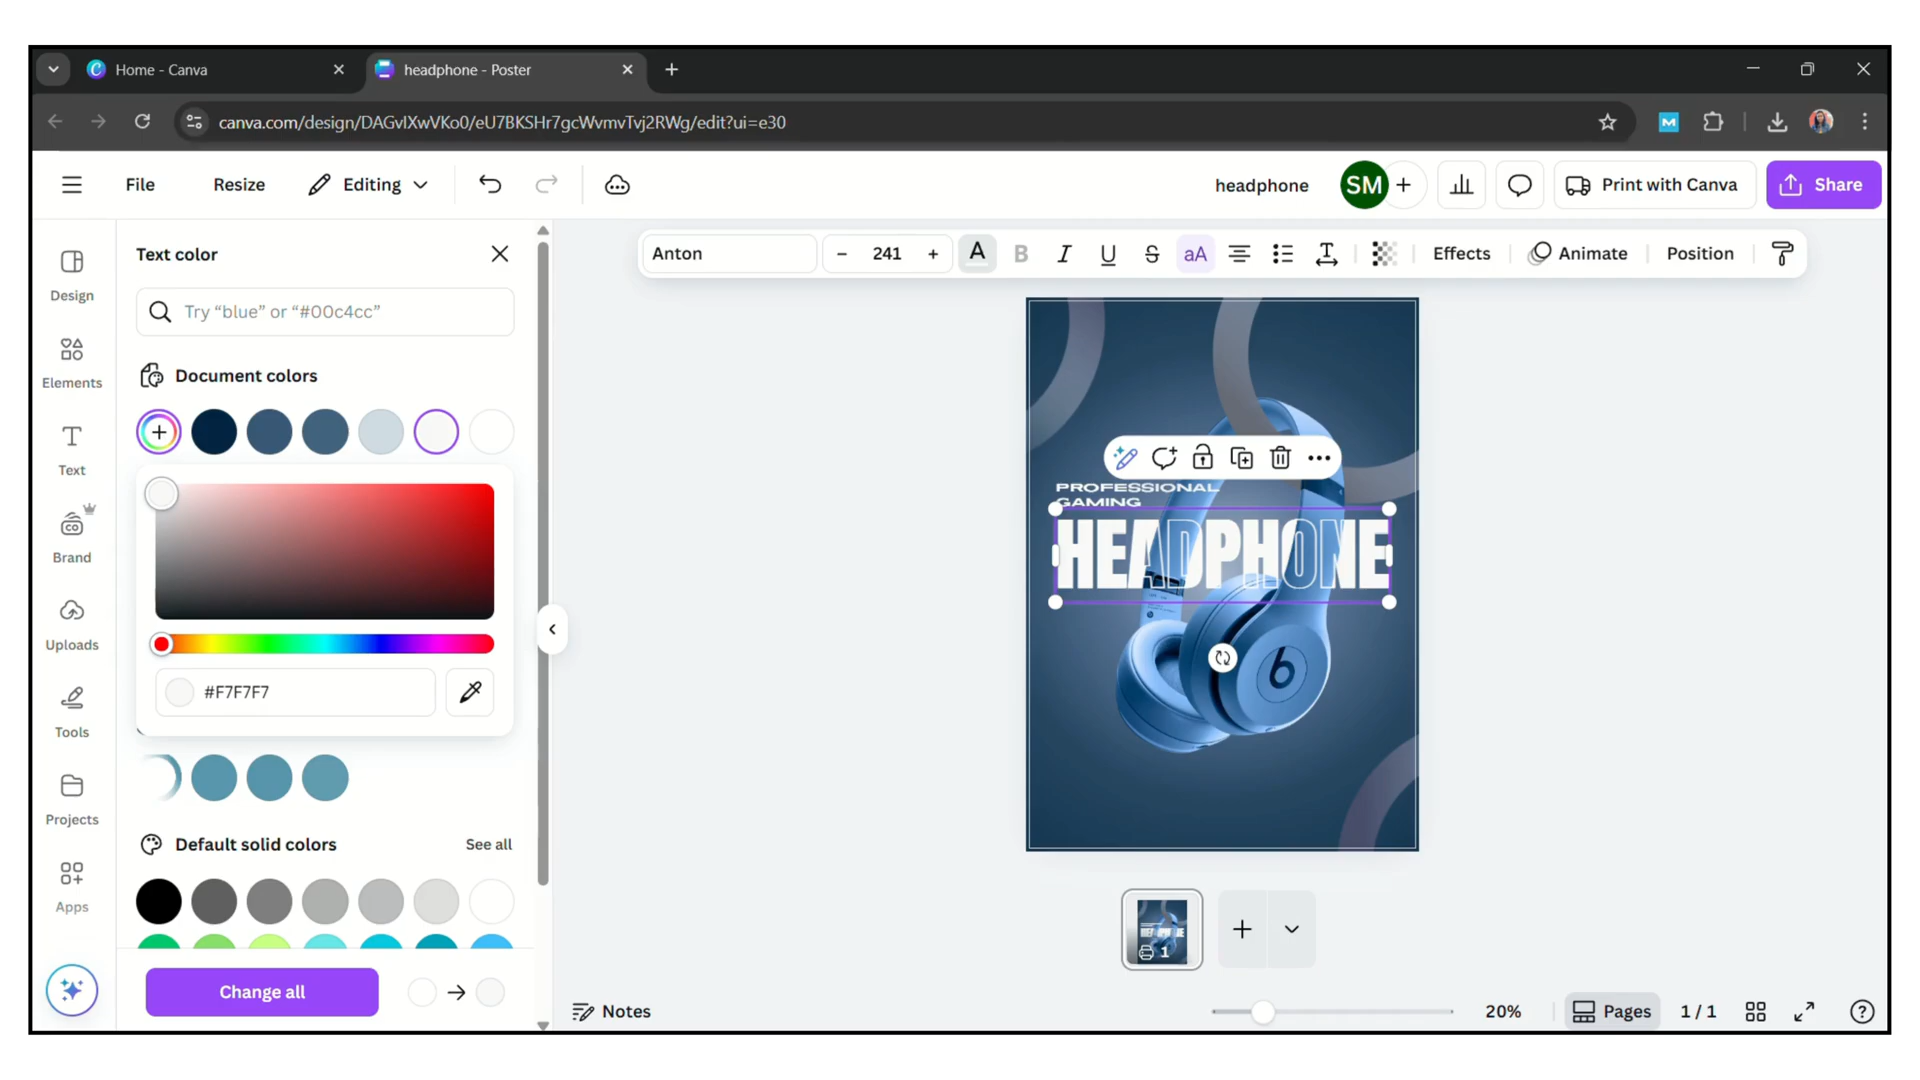 Home - Canva
headphone - Poster
canva.com/design/DAGvIXwVKo0/eU7BKSHr7gcWvmvTvj2RWg/edit?ui=e30
File
Resize
Editing
headphone
SM
Print with Canva
Share
Text color
Anton
241
A
B
I
U
S
aA
T
Effects
Animate
Position
Design
Elements
Text
Brand
Uploads
Tools
Projects
Apps
Try “blue” or “#00c4cc”
Document colors
#F7F7F7
Default solid colors
See all
Change all
PROFESSIONAL
GAMING
HEADPHONE
1
Notes
20%
Pages
1 / 1